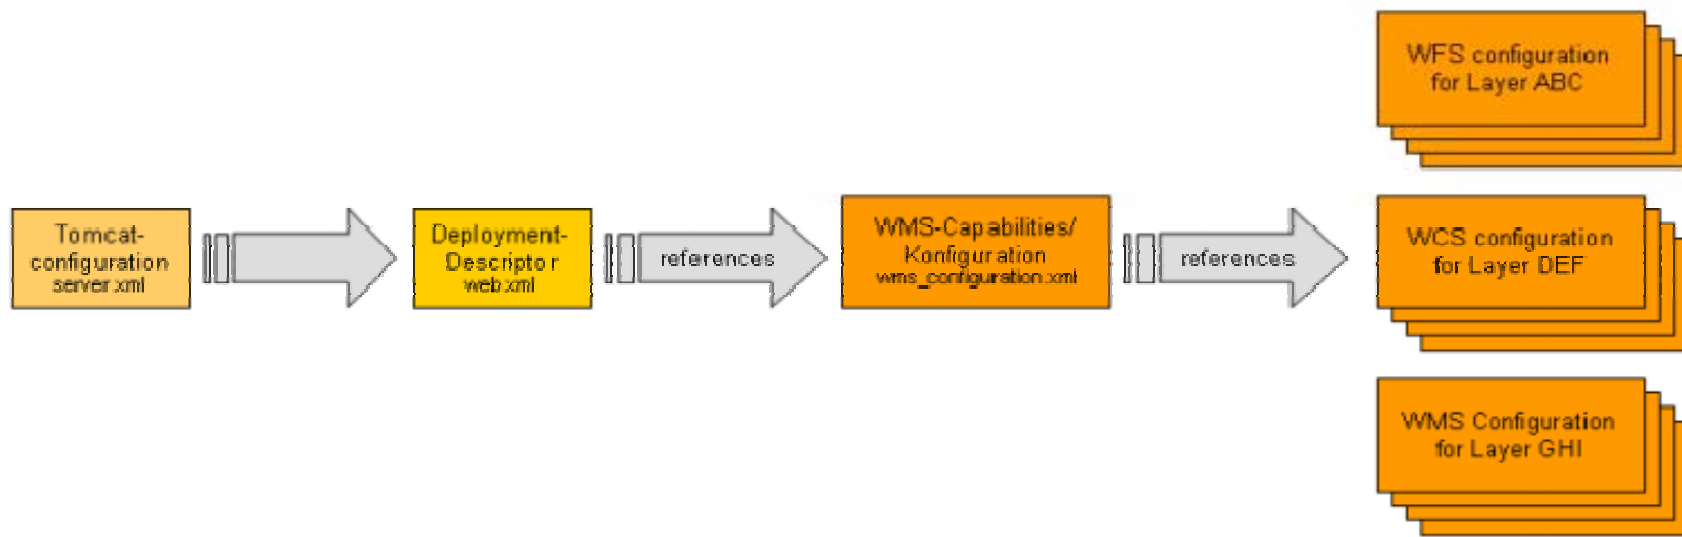 WFS configuration
for Layer ABC
Tomcat-
configuration
server.xml
Deployment-
Descriptor
web.xml
references
WMS-Capabilities/
Konfiguration
wms_configuration.xml
references
WCS configuration
for Layer DEF
WMS Configuration
for Layer GHI